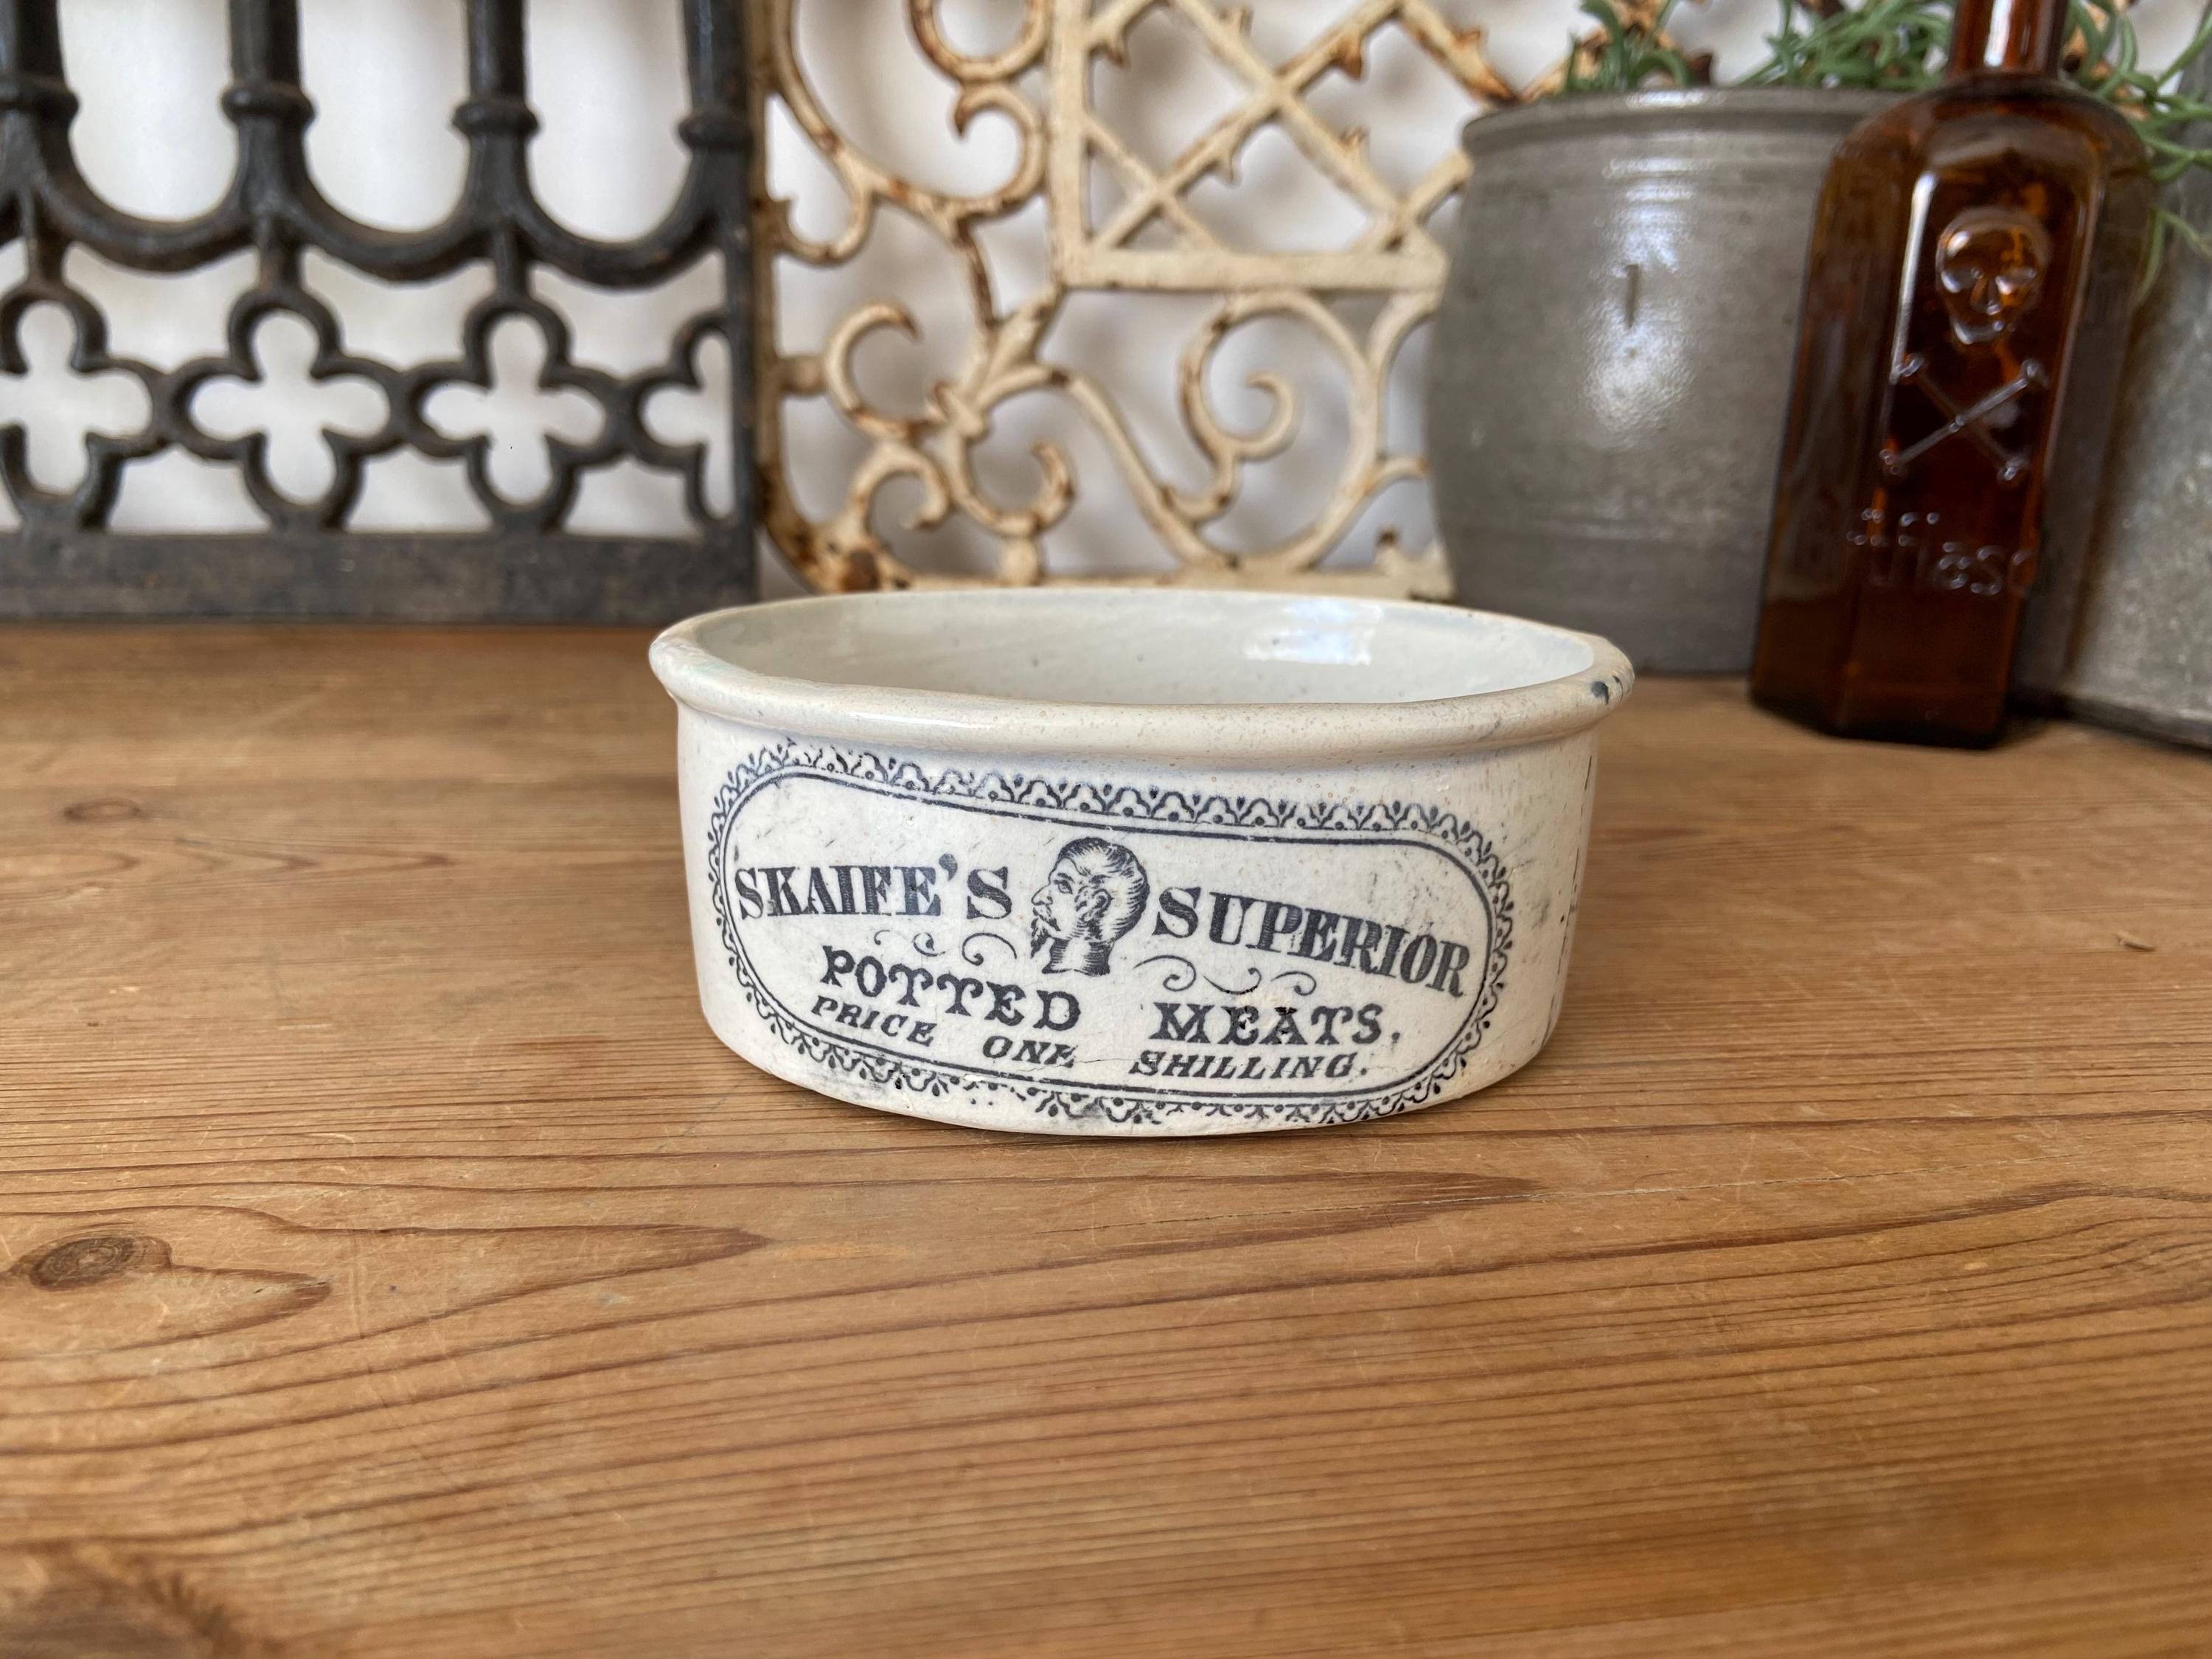 SKAIFE'S SUPERIOR
POTTED MEATS.
PRICE ONE SHILLING.